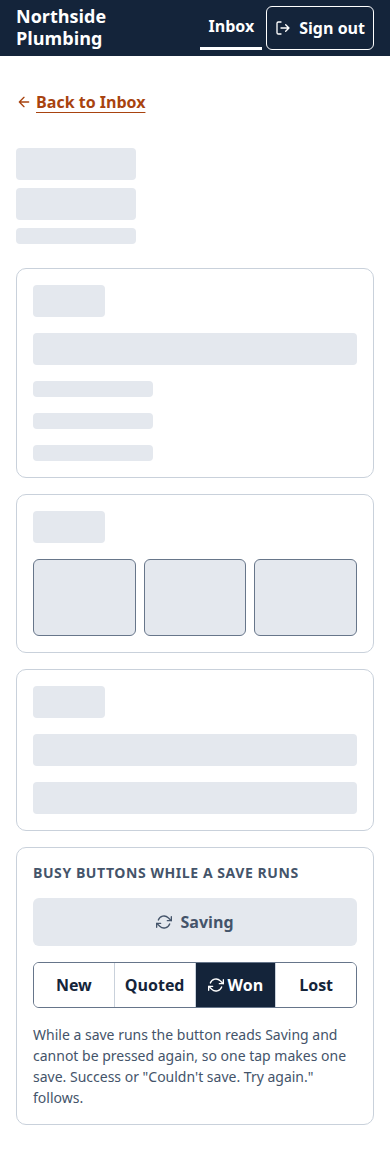 Northside
Plumbing
Inbox
Sign out
Back to Inbox
BUSY BUTTONS WHILE A SAVE RUNS
Saving
New
Quoted
Won
Lost
While a save runs the button reads Saving and
cannot be pressed again, so one tap makes one
save. Success or "Couldn't save. Try again."
follows.